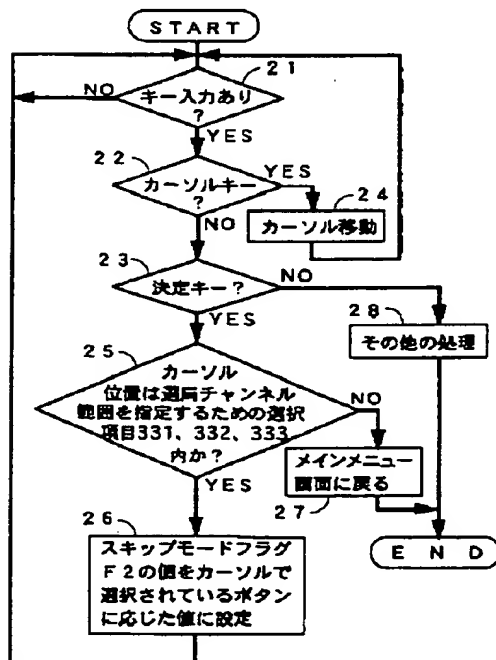 START
21
NO
キー入力あり
?
YES
22
YES
カーソルキー
?
24
カーソル移動
NO
23
NO
決定キー?
YES
28
その他の処理
25
カーソル
位置は選局チャンネル
範囲を指定するための選択
項目331、332、333
内か?
NO
YES
メインメニュー
画面に戻る
27
26
スキップモードフラグ
F2の値をカーソルで
選択されているボタン
に応じた値に設定
END